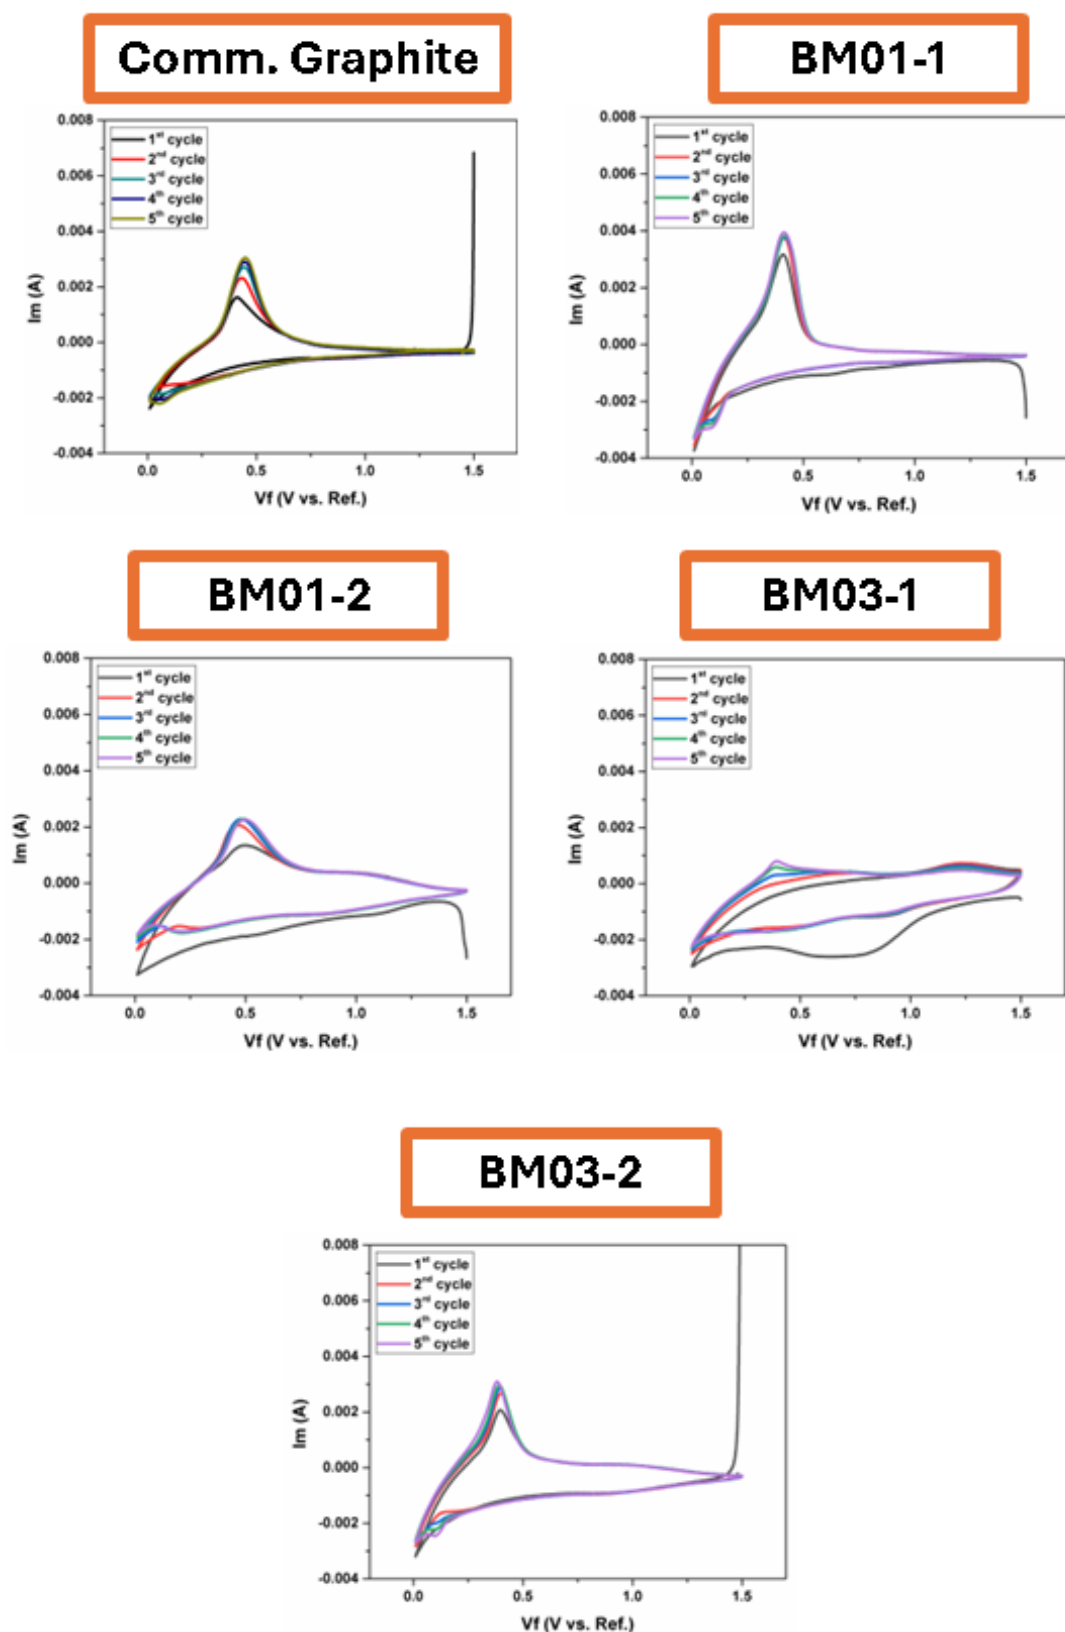 Comm. Graphite
0.008
0.006
0.004
0.002
0.000
-0.002
-0.004
Im (A)
1st cycle
2nd cycle
3rd cycle
4th cycle
5th cycle
0.0 0.5 1.0 1.5
Vf (V vs. Ref.)
BM01-1
0.008
0.006
0.004
0.002
0.000
-0.002
-0.004
Im (A)
1st cycle
2nd cycle
3rd cycle
4th cycle
5th cycle
0.0 0.5 1.0 1.5
Vf (V vs. Ref.)
BM01-2
0.008
0.006
0.004
0.002
0.000
-0.002
-0.004
Im (A)
1st cycle
2nd cycle
3rd cycle
4th cycle
5th cycle
0.0 0.5 1.0 1.5
Vf (V vs. Ref.)
BM03-1
0.008
0.006
0.004
0.002
0.000
-0.002
-0.004
Im (A)
1st cycle
2nd cycle
3rd cycle
4th cycle
5th cycle
0.0 0.5 1.0 1.5
Vf (V vs. Ref.)
BM03-2
0.008
0.006
0.004
0.002
0.000
-0.002
-0.004
Im (A)
1st cycle
2nd cycle
3rd cycle
4th cycle
5th cycle
0.0 0.5 1.0 1.5
Vf (V vs. Ref.)